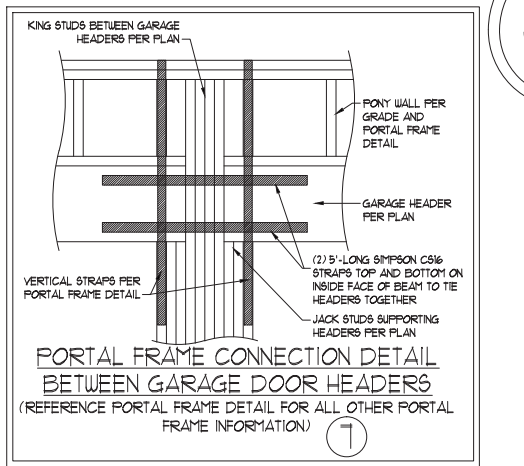 KING STUDS BETWEEN GARAGE
HEADERS PER PLAN
PONY WALL PER
GRADE AND
PORTAL FRAME
DETAIL
GARAGE HEADER
PER PLAN
(2) 5'-LONG SIMPSON CS16
STRAPS TOP AND BOTTOM ON
INSIDE FACE OF BEAM TO TIE
HEADERS TOGETHER
VERTICAL STRAPS PER
PORTAL FRAME DETAIL
JACK STUDS SUPPORTING
HEADERS PER PLAN
PORTAL FRAME CONNECTION DETAIL
BETWEEN GARAGE DOOR HEADERS
(REFERENCE PORTAL FRAME DETAIL FOR ALL OTHER PORTAL
FRAME INFORMATION)
7